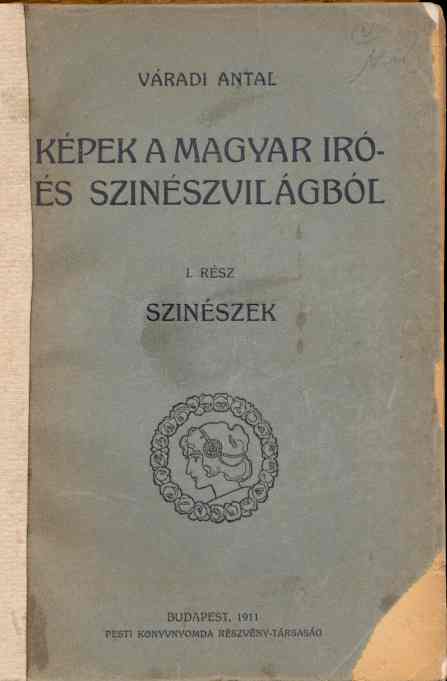 VÁRADI ANTAL
KÉPEK A MAGYAR IRÓ-
ÉS SZINÉSZVILÁGBÓL
I. RÉSZ
SZINÉSZEK
BUDAPEST, 1911
PESTI KÖNYVNYOMDA RÉSZVÉNY-TÁRSASÁG